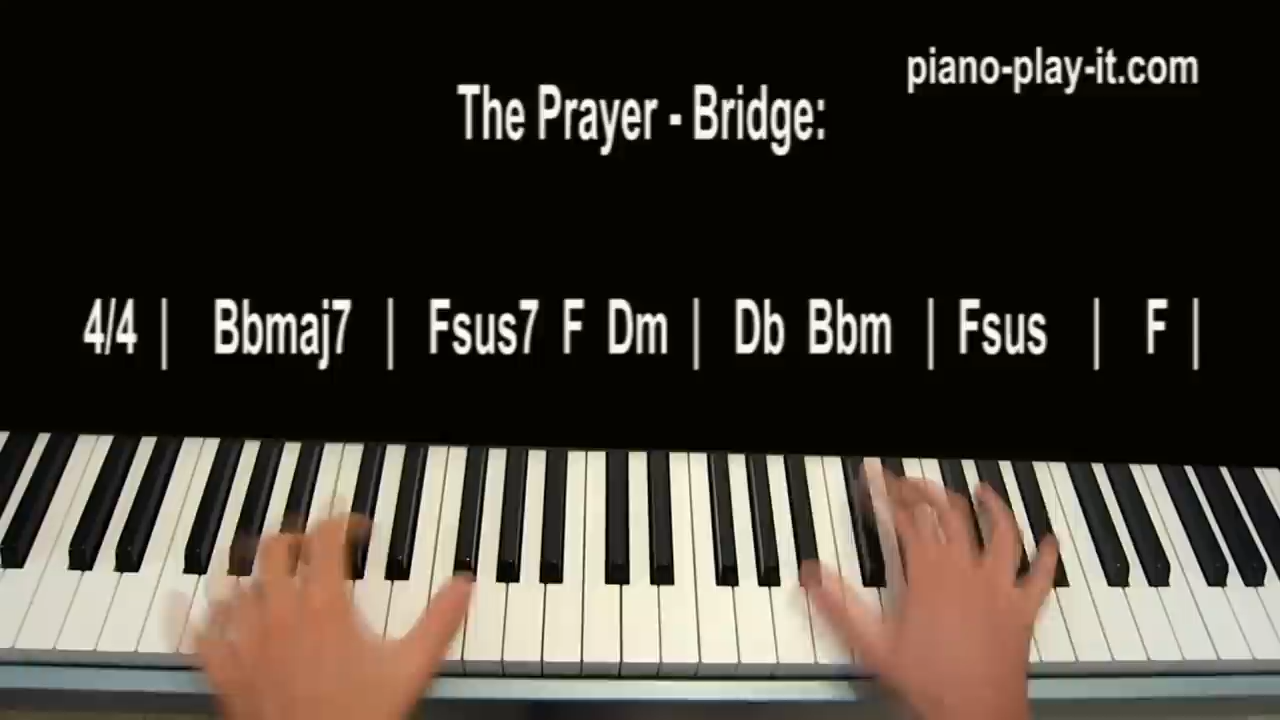 piano-play-it.com
The Prayer - Bridge:
4/4 | Bbmaj7 | Fsus7 F Dm | Db Bbm | Fsus | F |